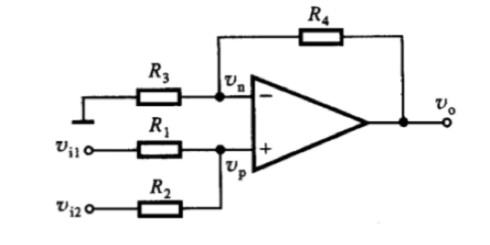 R₄
R₃
vₙ
−
vₒ
R₁
vᵢ₁
+
vₚ
R₂
vᵢ₂